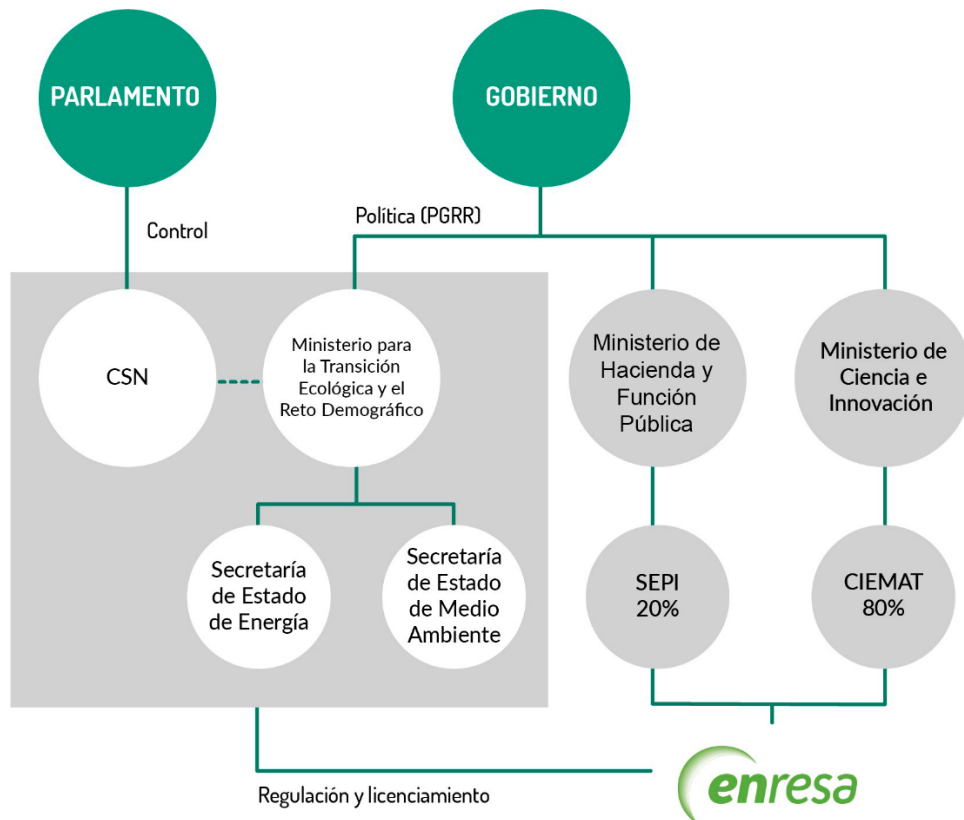 PARLAMENTO
GOBIERNO
Control
Política (PGRR)
CSN
Ministerio para
la Transición
Ecológica y el
Reto Demográfico
Ministerio de
Hacienda y
Función
Pública
Ministerio de
Ciencia e
Innovación
Secretaría
de Estado
de Energía
Secretaría
de Estado
de Medio
Ambiente
SEPI
20%
CIEMAT
80%
Regulación y licenciamiento
enresa